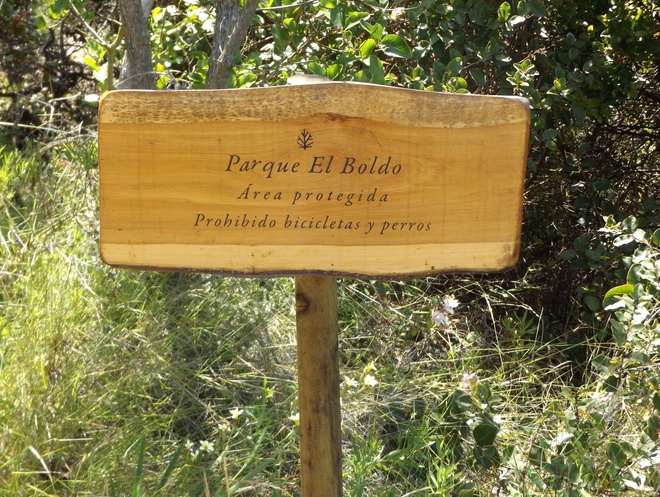 Parque El Boldo
Área protegida
Prohibido bicicletas y perros